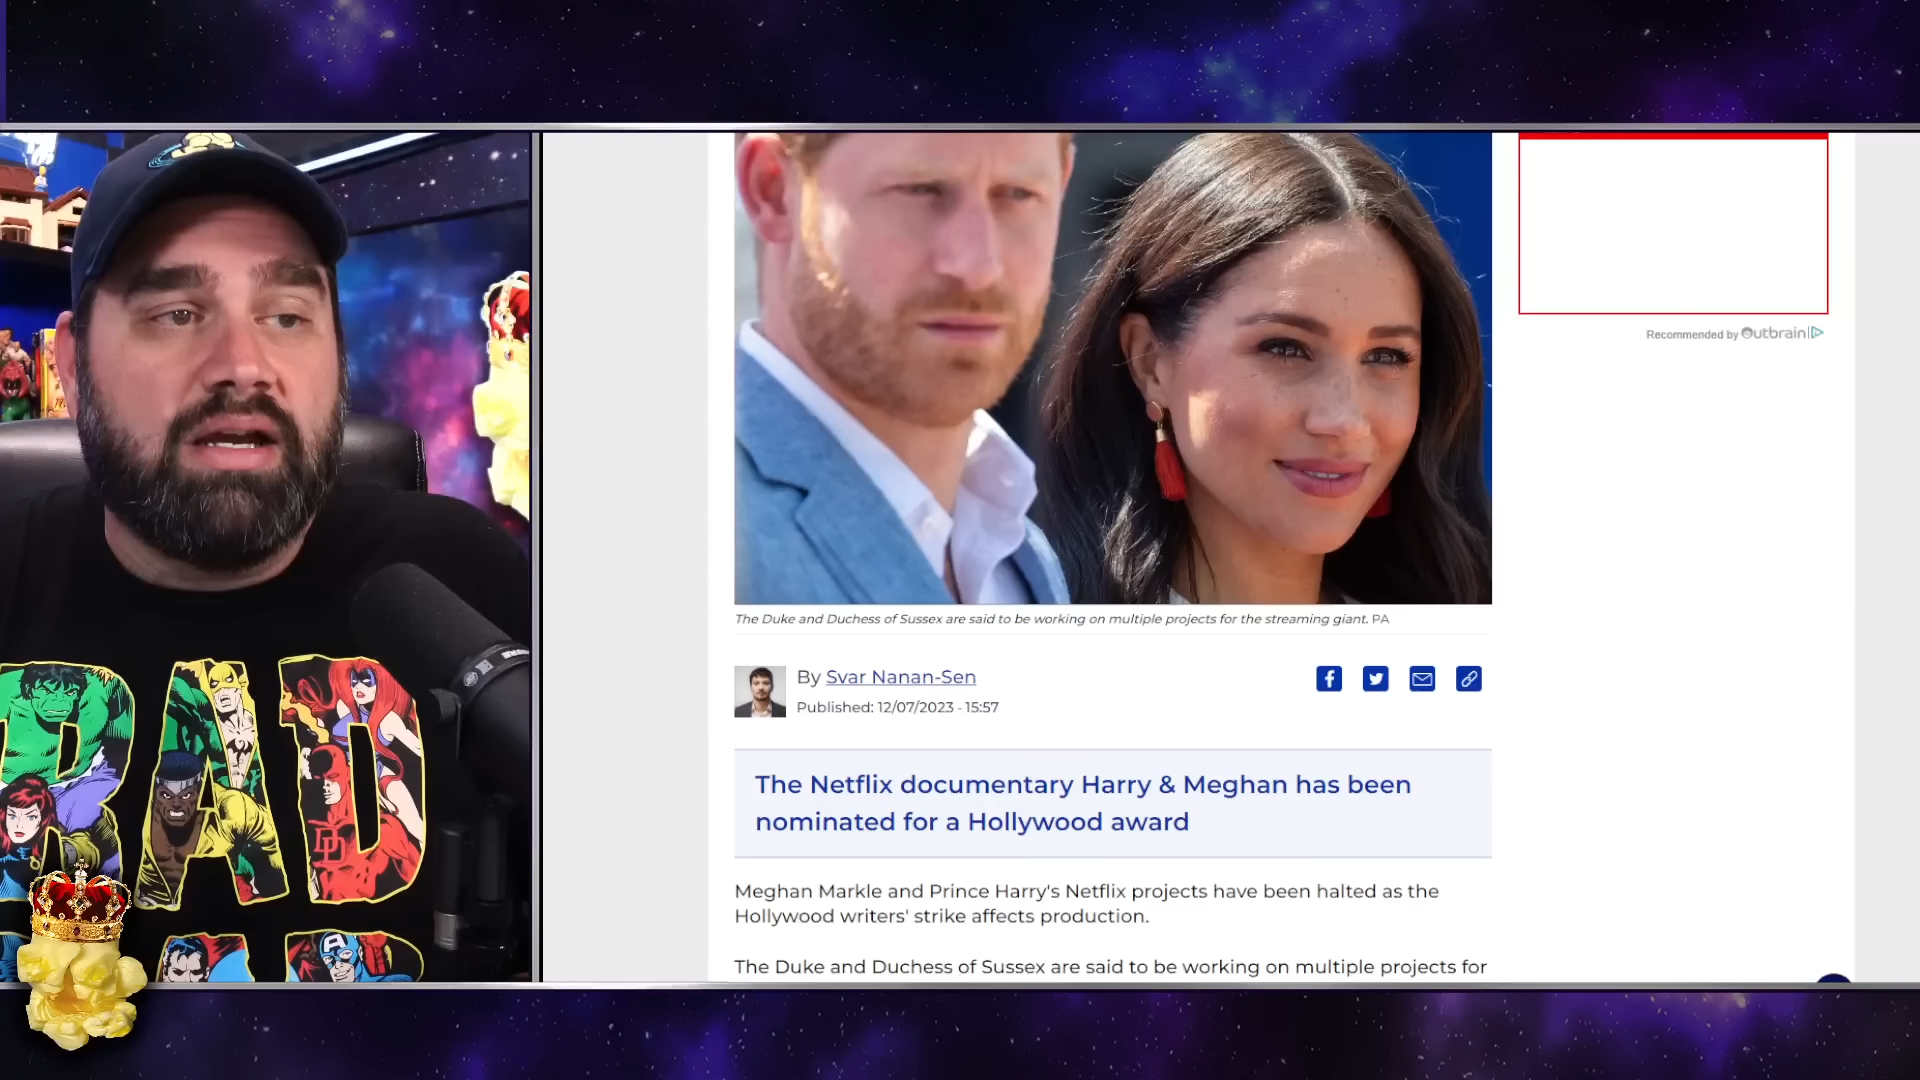 Recommended by Outbrain
The Duke and Duchess of Sussex are said to be working on multiple projects for the streaming giant. PA
By Svar Nanan-Sen
Published: 12/07/2023 - 15:57
The Netflix documentary Harry & Meghan has been
nominated for a Hollywood award
Meghan Markle and Prince Harry's Netflix projects have been halted as the
Hollywood writers' strike affects production.
The Duke and Duchess of Sussex are said to be working on multiple projects for
RAD
DD
A